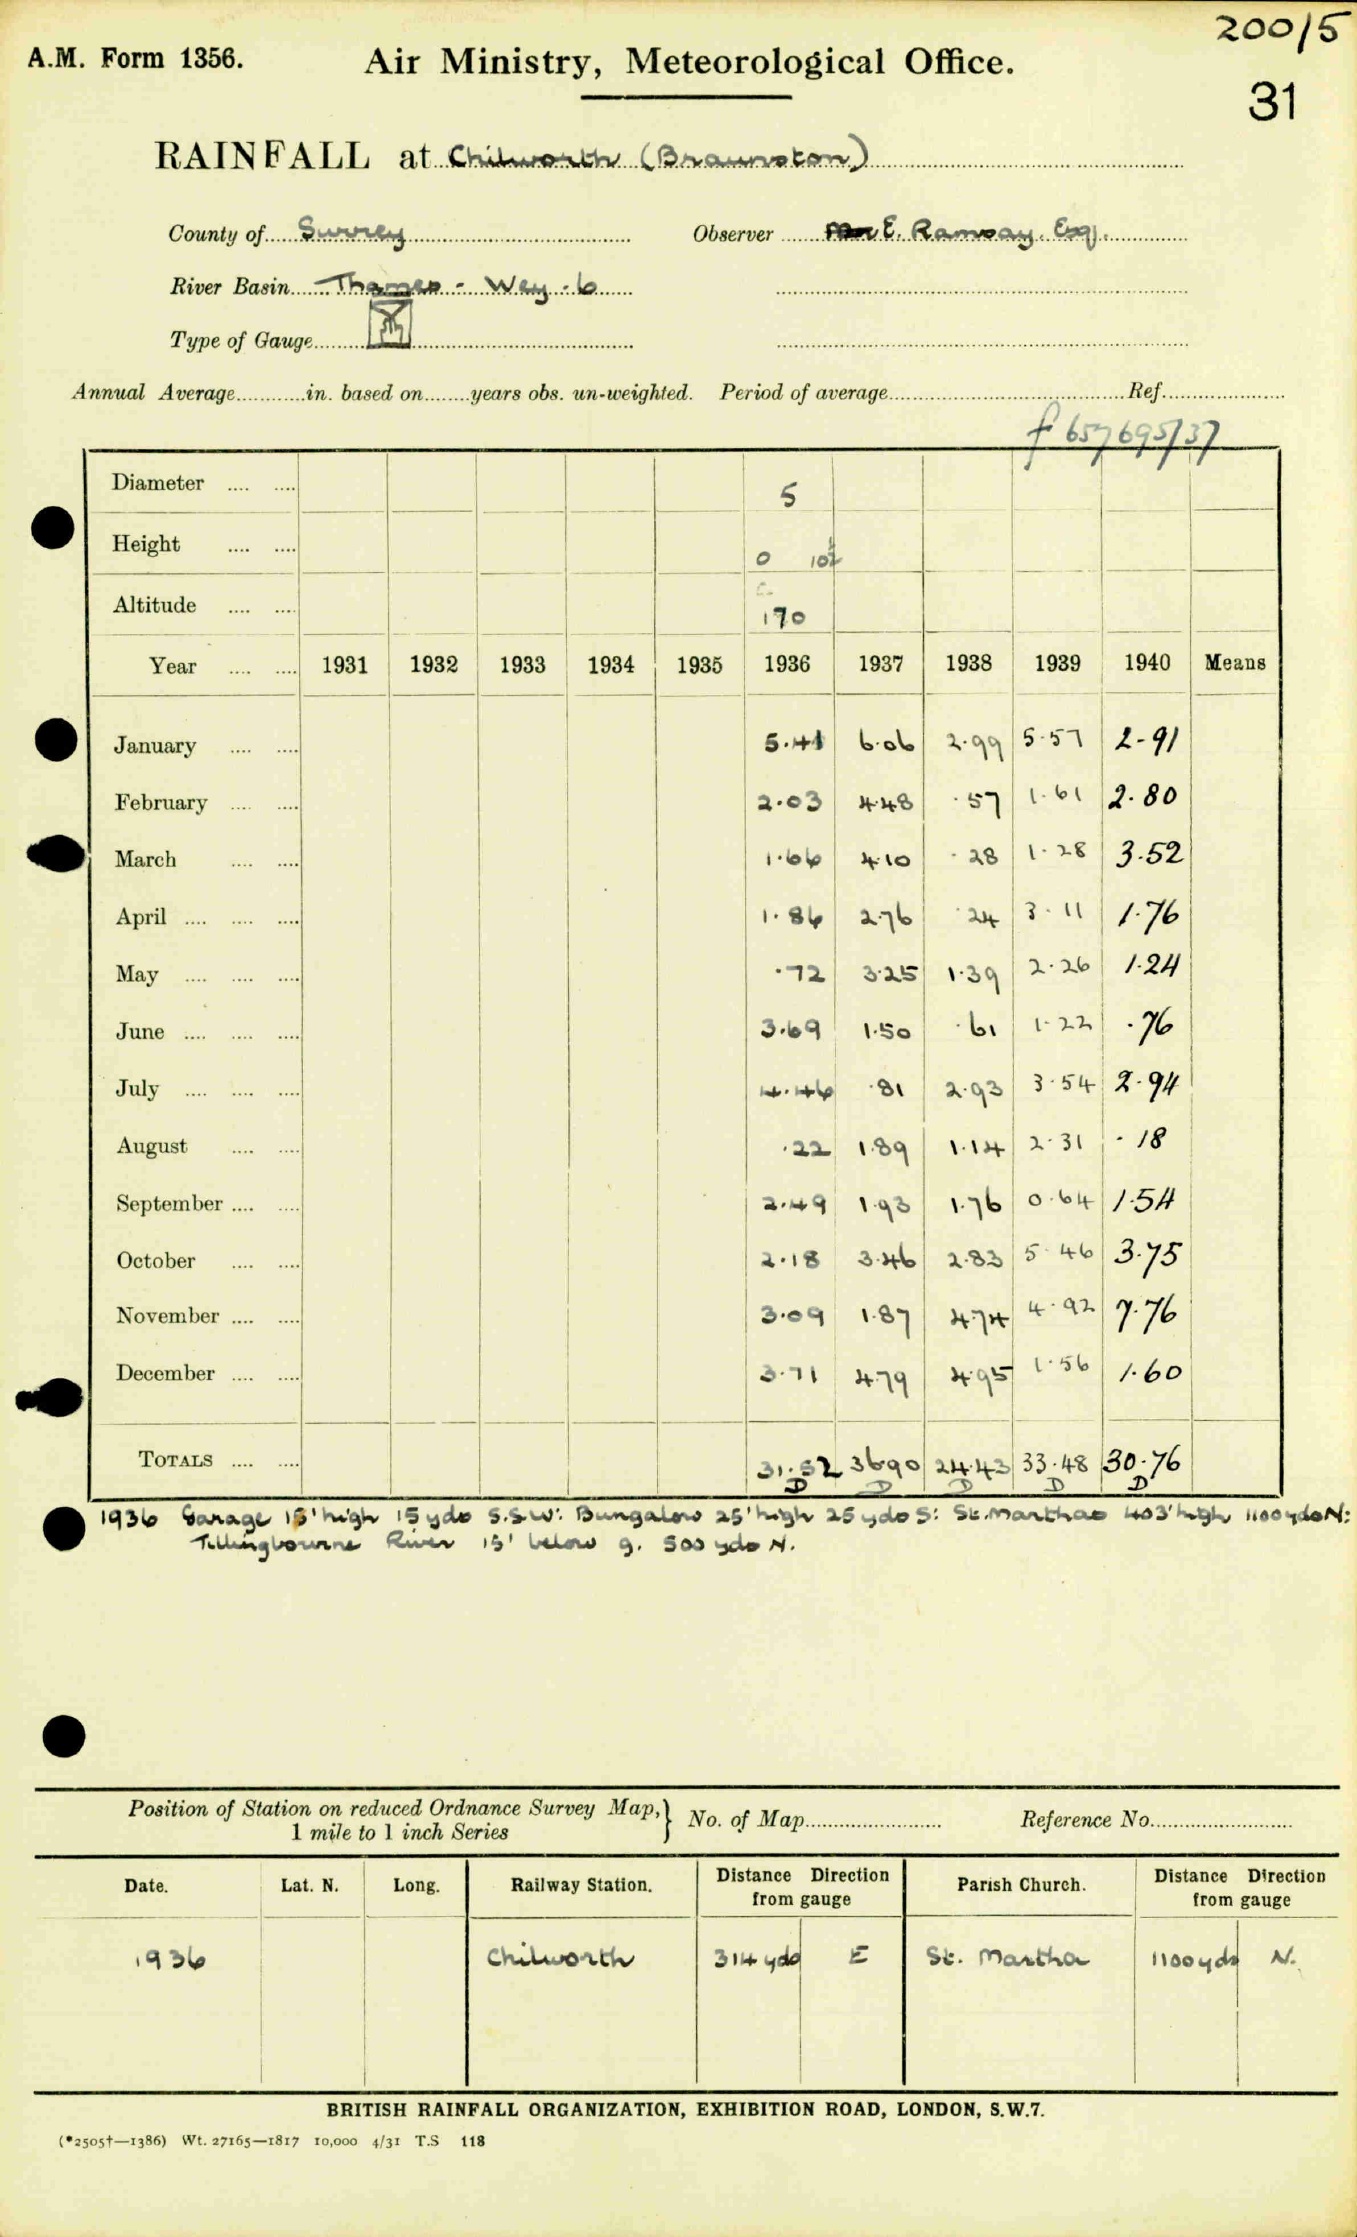 200/5
A.M. Form 1356. Air Ministry, Meteorological Office.
31
RAINFALL at Chilworth (Braunston)
County of Surrey Observer E. Ramsay. Esq.
River Basin Thames - Wey - 6
Type of Gauge
Annual Average in. based on years obs. un-weighted. Period of average Ref.
f 657695/37
Diameter 5
Height 0 10½
Altitude 170
Year 1931 1932 1933 1934 1935 1936 1937 1938 1939 1940 Means
January 5.41 6.06 2.99 5.57 2.91
February 2.03 4.48 .57 1.61 2.80
March 1.66 4.10 .28 1.28 3.52
April 1.86 2.76 .24 3.11 1.76
May .72 3.25 1.39 2.26 1.24
June 3.69 1.50 .61 1.22 .76
July 4.46 .81 2.93 3.54 2.94
August .22 1.89 1.14 2.31 .18
September 2.49 1.93 1.76 0.64 1.54
October 2.18 3.46 2.83 5.46 3.75
November 3.09 1.87 4.74 4.92 7.76
December 3.71 4.79 4.95 1.56 1.60
TOTALS 31.52 36.90 24.43 33.48 30.76
D D D D D
1936 Garage 15' high 15 yds S.S.W: Bungalow 25' high 25 yds S: St. Marthas 403' high 1100 yds N:
Tillingbourne River 15' below g. 500 yds N.
Position of Station on reduced Ordnance Survey Map, } No. of Map Reference No.
1 mile to 1 inch Series
Date. Lat. N. Long. Railway Station. Distance Direction from gauge Parish Church. Distance Direction from gauge
1936 Chilworth 314 yds E St. Martha 1100 yds N.
BRITISH RAINFALL ORGANIZATION, EXHIBITION ROAD, LONDON, S.W.7.
(*2505†—1386) Wt. 27165—1817 10,000 4/31 T.S 118